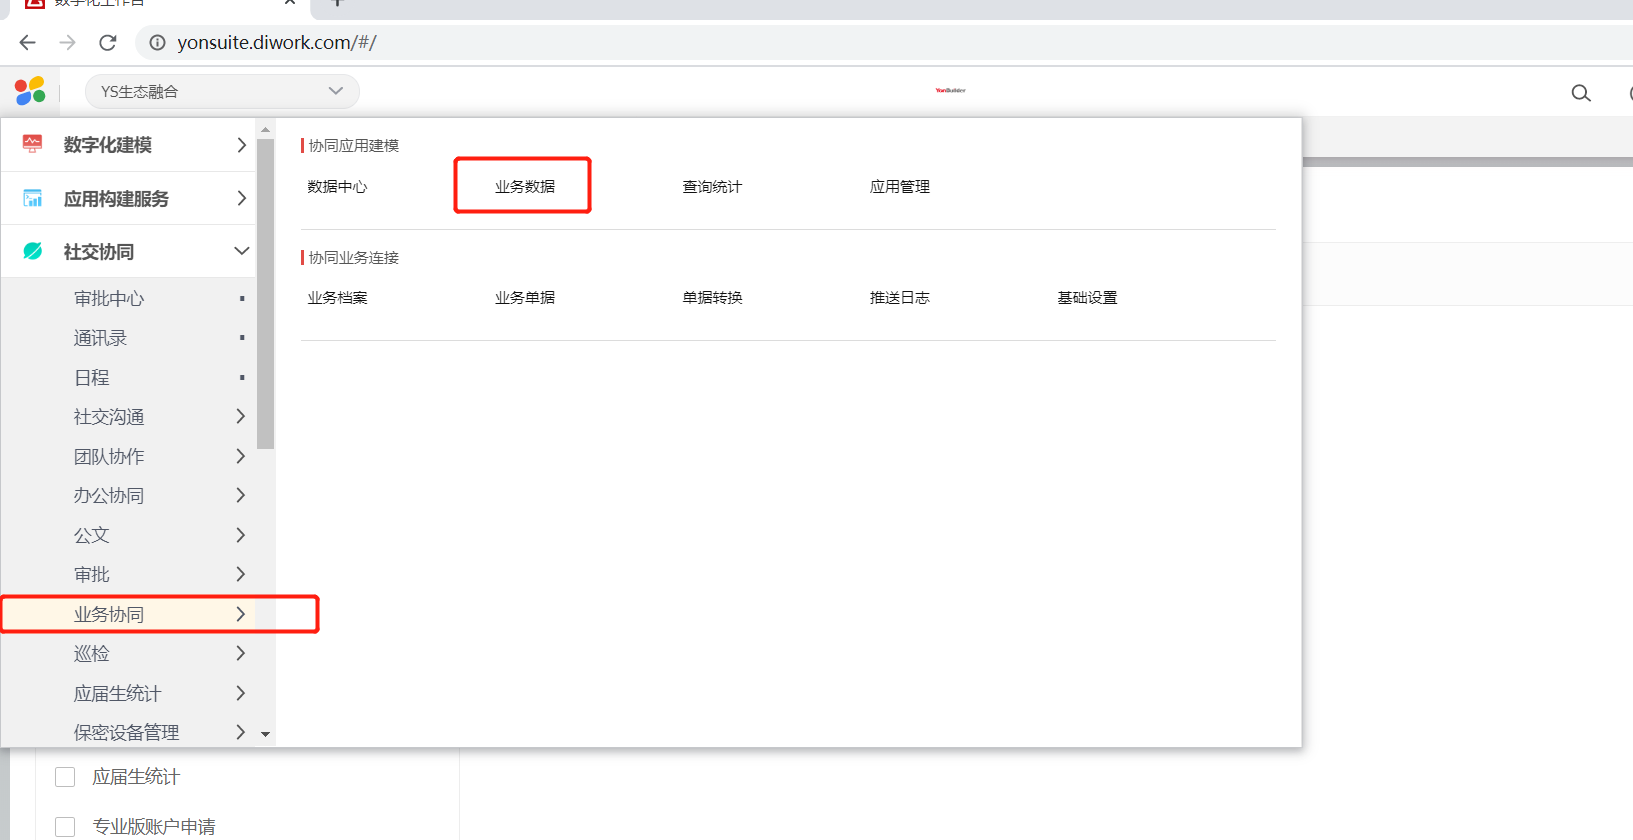 数字化工作台
yonsuite.diwork.com/#/
YS生态融合
YonBuilder
数字化建模
应用构建服务
社交协同
审批中心
通讯录
日程
社交沟通
团队协作
办公协同
公文
审批
业务协同
巡检
应届生统计
保密设备管理
协同应用建模
数据中心 业务数据 查询统计 应用管理
协同业务连接
业务档案 业务单据 单据转换 推送日志 基础设置
应届生统计
专业版账户申请